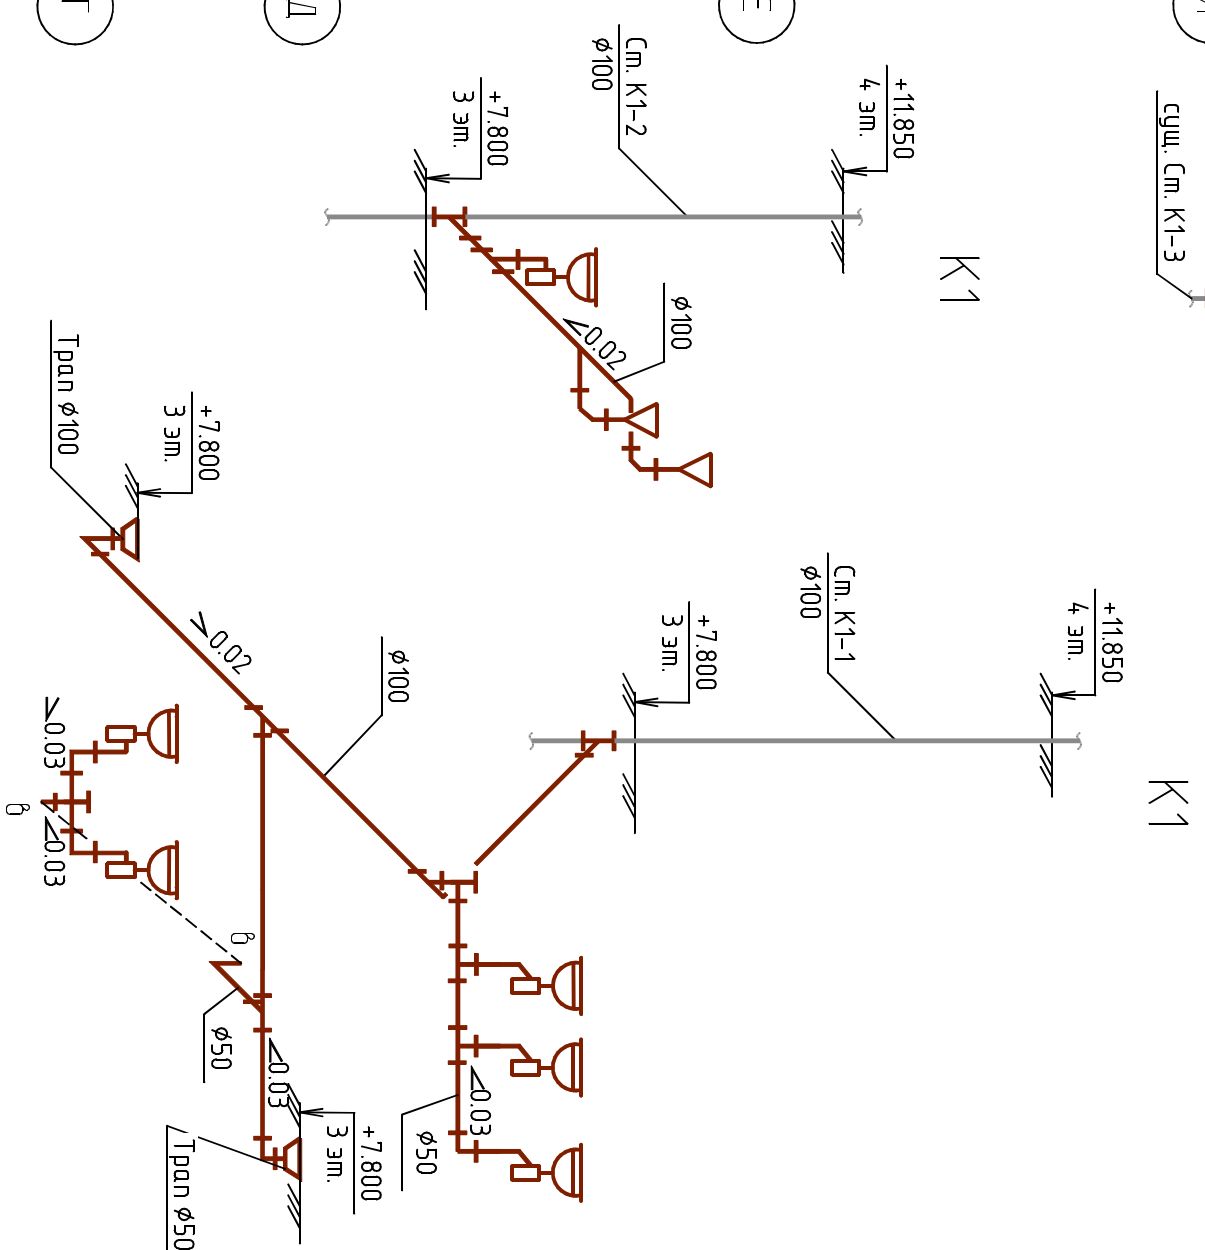 Д
Е
Ст. К1-2
ø100
+11.850
4 эт.
+7.800
3 эт.
сущ. Ст. К1-3
К1
ø100
0.02
Трап ø100
+7.800
3 эт.
Ст. К1-1
ø100
+11.850
4 эт.
+7.800
3 эт.
К1
0.02
ø100
0.03
в
0.03
в
ø50
0.03
0.03
ø50
+7.800
3 эт.
Трап ø50